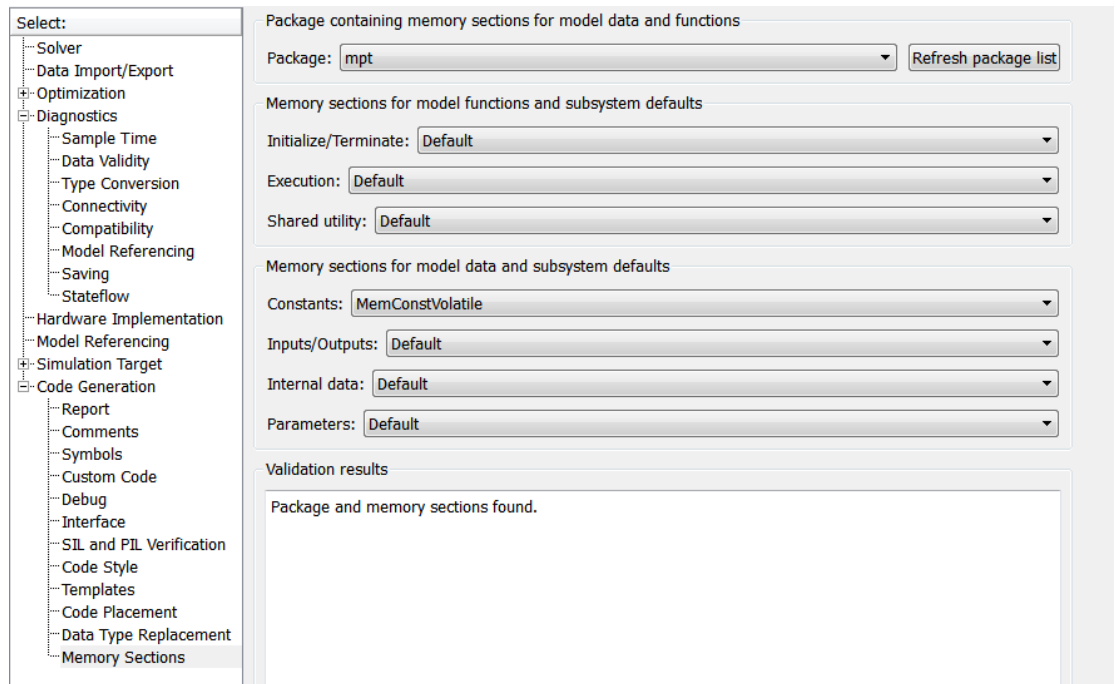 Select:
Solver
Data Import/Export
Optimization
Diagnostics
Sample Time
Data Validity
Type Conversion
Connectivity
Compatibility
Model Referencing
Saving
Stateflow
Hardware Implementation
Model Referencing
Simulation Target
Code Generation
Report
Comments
Symbols
Custom Code
Debug
Interface
SIL and PIL Verification
Code Style
Templates
Code Placement
Data Type Replacement
Memory Sections
Package containing memory sections for model data and functions
Package: mpt Refresh package list
Memory sections for model functions and subsystem defaults
Initialize/Terminate: Default
Execution: Default
Shared utility: Default
Memory sections for model data and subsystem defaults
Constants: MemConstVolatile
Inputs/Outputs: Default
Internal data: Default
Parameters: Default
Validation results
Package and memory sections found.